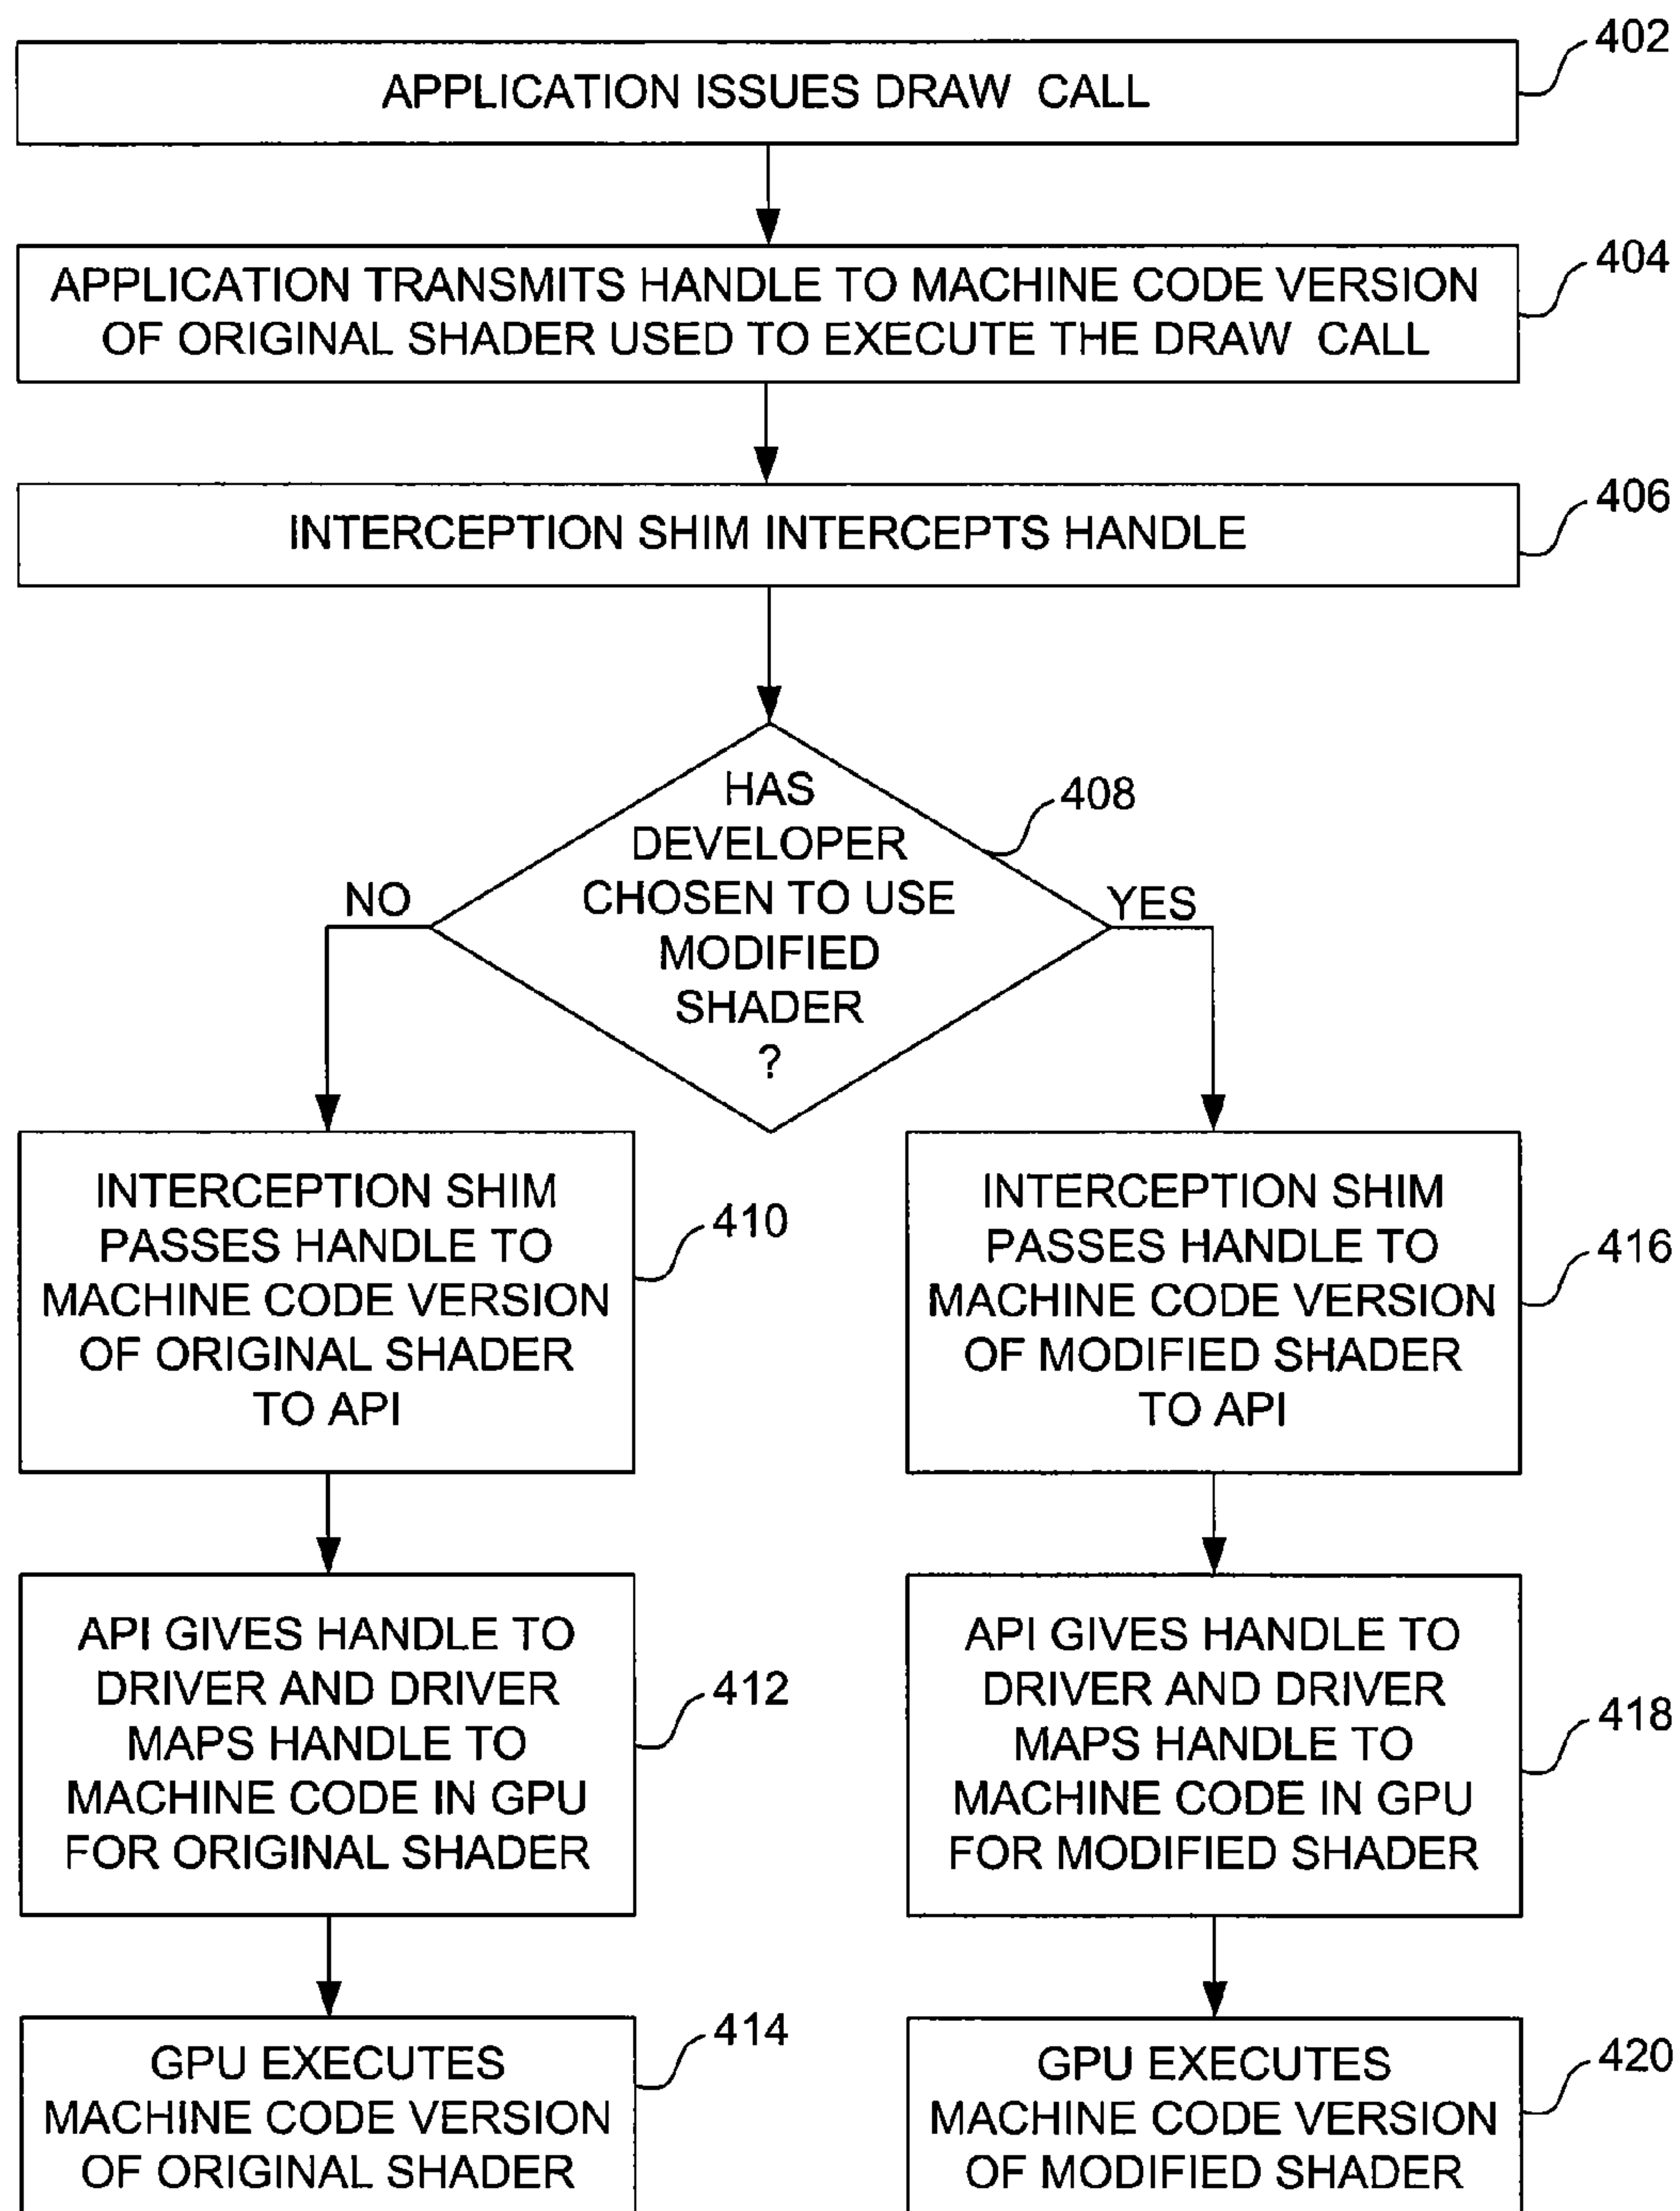 402
APPLICATION ISSUES DRAW CALL
404
APPLICATION TRANSMITS HANDLE TO MACHINE CODE VERSION
OF ORIGINAL SHADER USED TO EXECUTE THE DRAW CALL
406
INTERCEPTION SHIM INTERCEPTS HANDLE
408
HAS
DEVELOPER
CHOSEN TO USE
MODIFIED
SHADER
?
NO
YES
INTERCEPTION SHIM
PASSES HANDLE TO
MACHINE CODE VERSION
OF ORIGINAL SHADER
TO API
410
INTERCEPTION SHIM
PASSES HANDLE TO
MACHINE CODE VERSION
OF MODIFIED SHADER
TO API
416
API GIVES HANDLE TO
DRIVER AND DRIVER
MAPS HANDLE TO
MACHINE CODE IN GPU
FOR ORIGINAL SHADER
412
API GIVES HANDLE TO
DRIVER AND DRIVER
MAPS HANDLE TO
MACHINE CODE IN GPU
FOR MODIFIED SHADER
418
GPU EXECUTES
MACHINE CODE VERSION
OF ORIGINAL SHADER
414
GPU EXECUTES
MACHINE CODE VERSION
OF MODIFIED SHADER
420